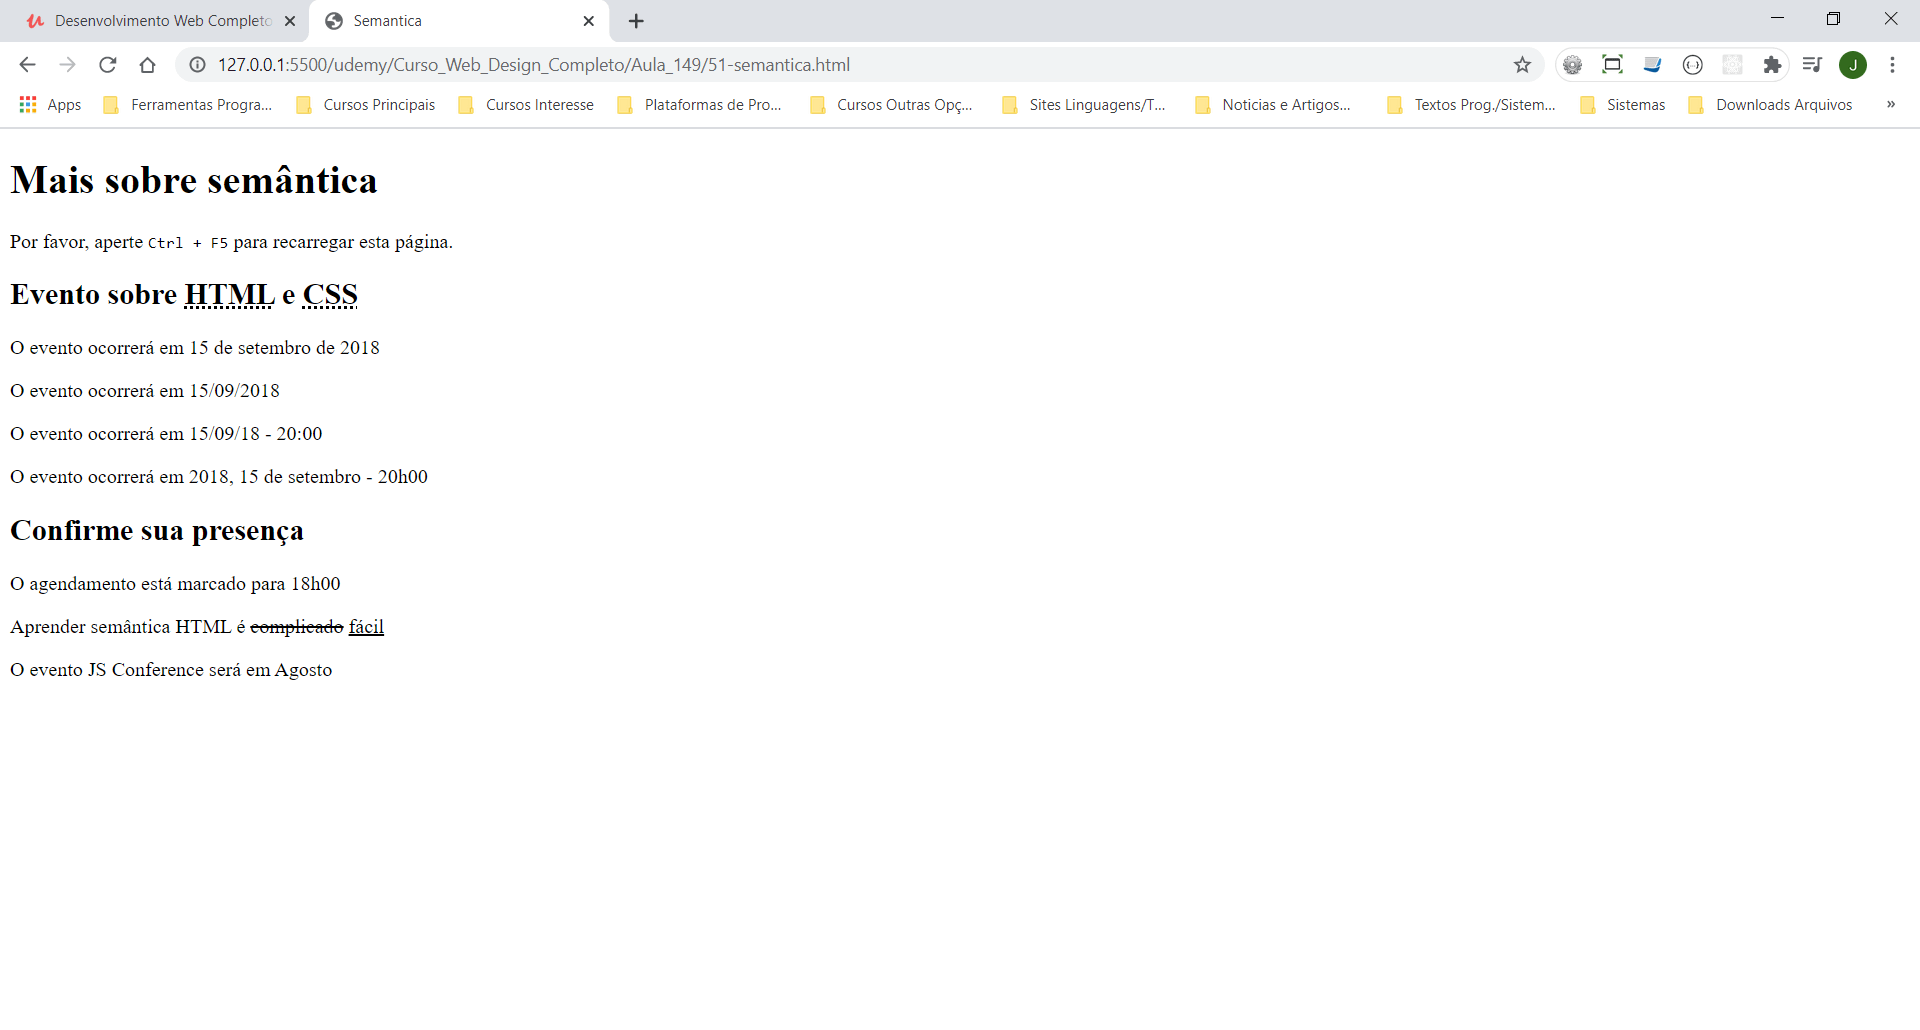 Desenvolvimento Web Completo
Semantica
127.0.0.1:5500/udemy/Curso_Web_Design_Completo/Aula_149/51-semantica.html
J
Apps
Ferramentas Progra...
Cursos Principais
Cursos Interesse
Plataformas de Pro...
Cursos Outras Opç...
Sites Linguagens/T...
Noticias e Artigos...
Textos Prog./Sistem...
Sistemas
Downloads Arquivos
»
Mais sobre semântica
Por favor, aperte Ctrl + F5 para recarregar esta página.
Evento sobre HTML e CSS
O evento ocorrerá em 15 de setembro de 2018
O evento ocorrerá em 15/09/2018
O evento ocorrerá em 15/09/18 - 20:00
O evento ocorrerá em 2018, 15 de setembro - 20h00
Confirme sua presença
O agendamento está marcado para 18h00
Aprender semântica HTML é complicado fácil
O evento JS Conference será em Agosto